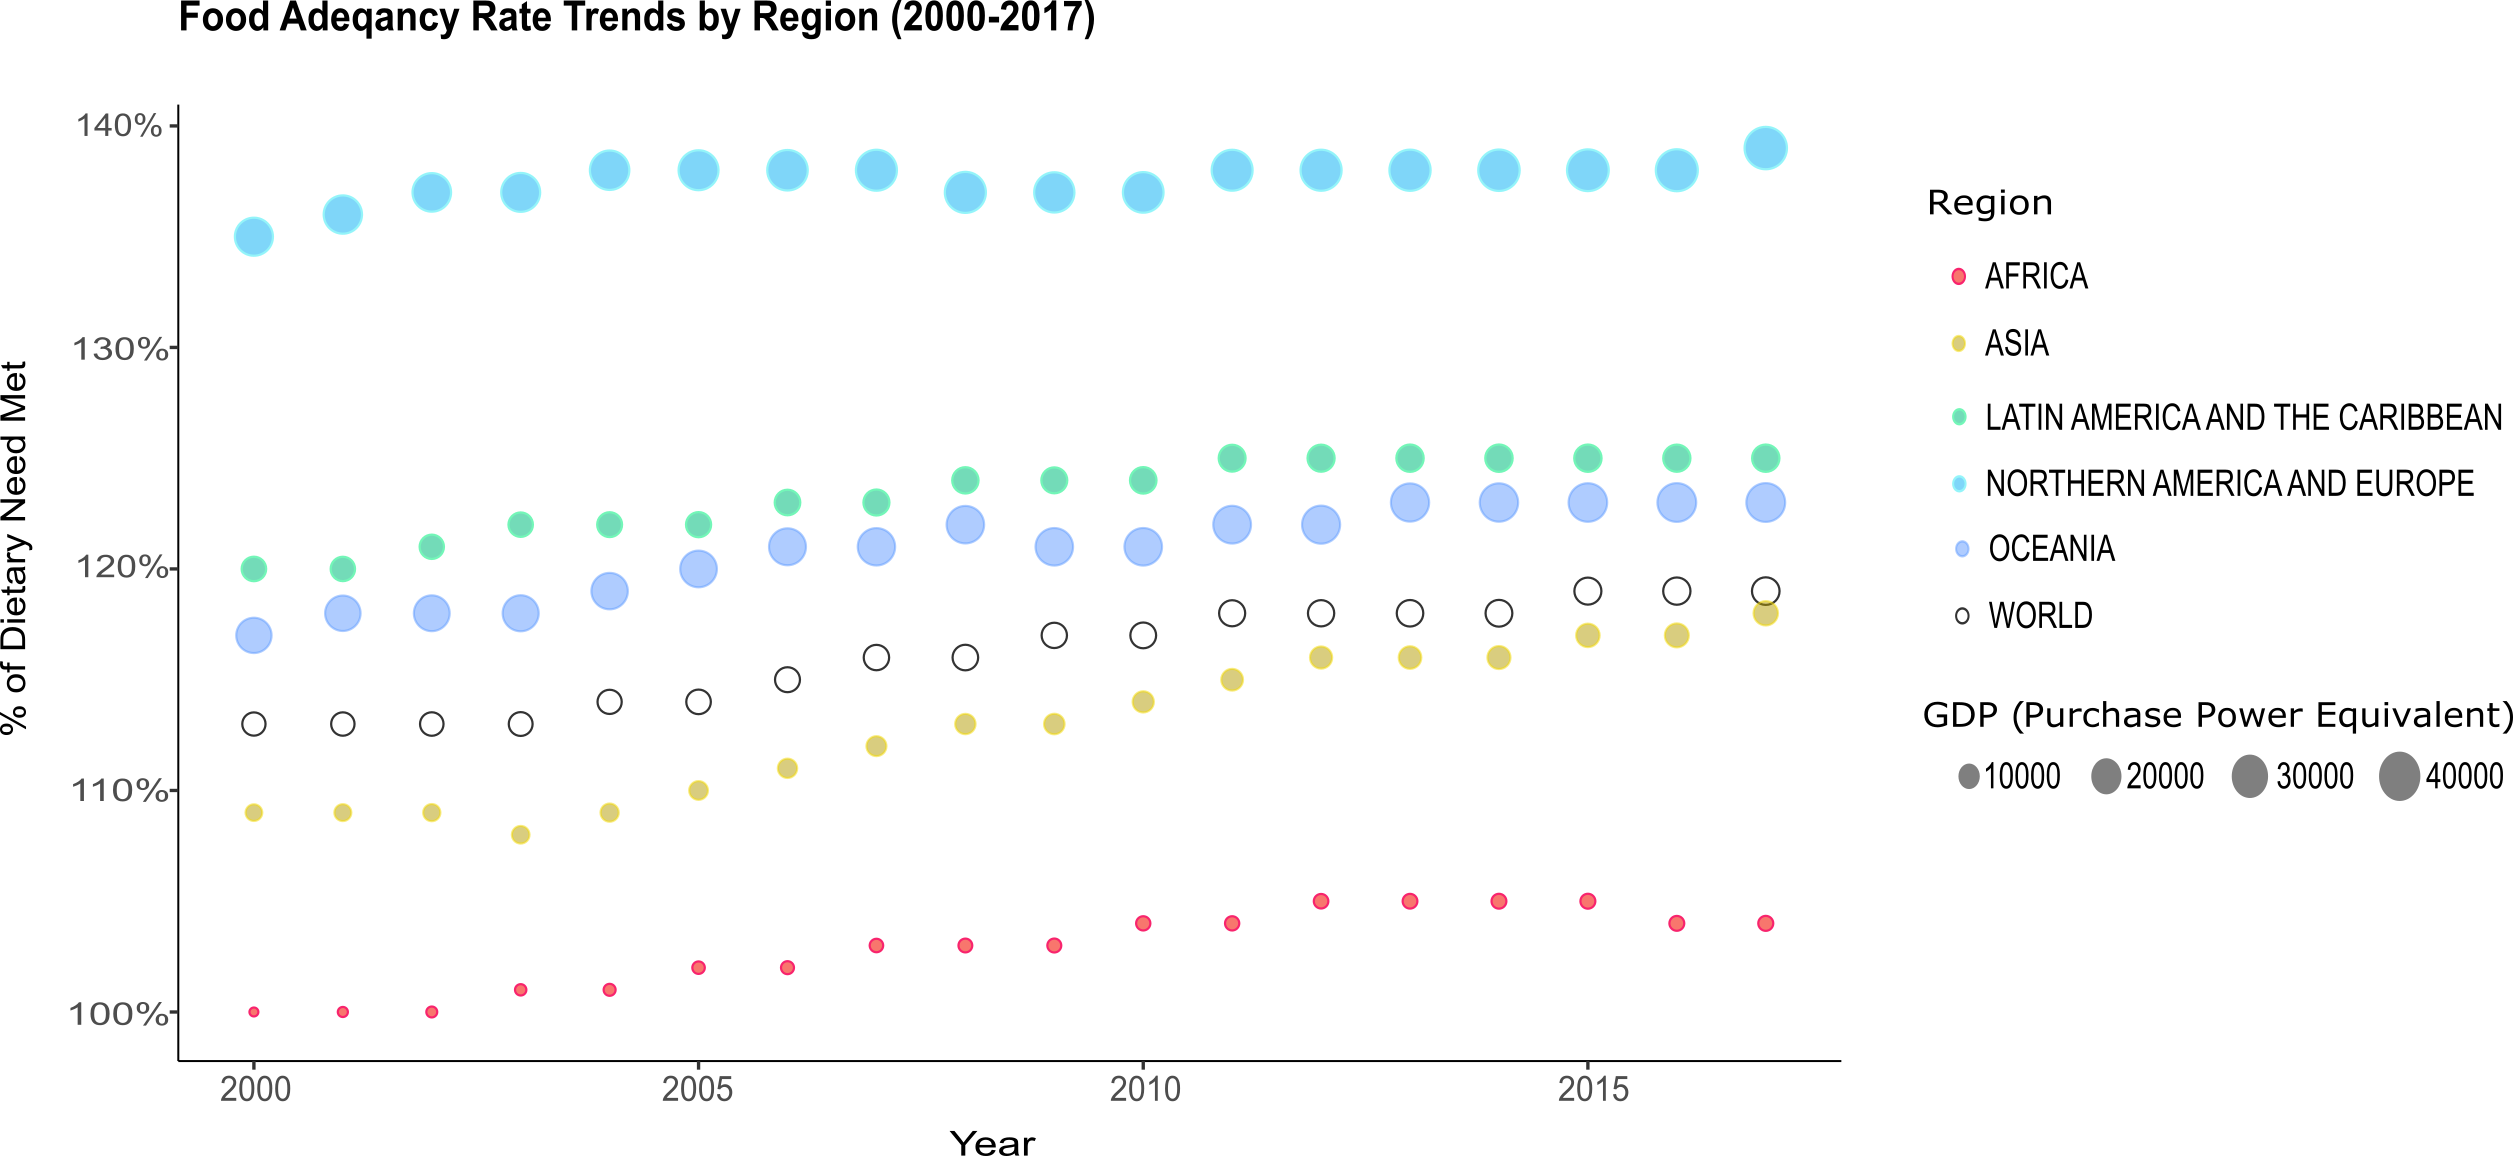 Food Adeqancy Rate Trends by Region (2000-2017)
% of Dietary Need Met
140%
130%
120%
110%
100%
2000 2005 2010 2015
Year
Region
AFRICA
ASIA
LATIN AMERICA AND THE CARIBBEAN
NORTHERN AMERICA AND EUROPE
OCEANIA
WORLD
GDP (Purchase Power Equivalent)
10000 20000 30000 40000